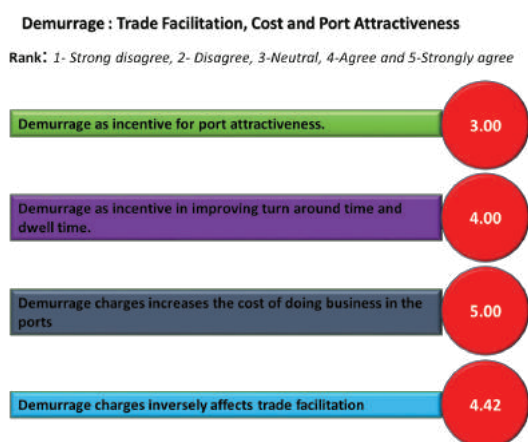 Demurrage : Trade Facilitation, Cost and Port Attractiveness
Rank: 1- Strong disagree, 2- Disagree, 3-Neutral, 4-Agree and 5-Strongly agree
Demurrage as incentive for port attractiveness.
3.00
Demurrage as incentive in improving turn around time and
dwell time.
4.00
Demurrage charges increases the cost of doing business in the
ports
5.00
Demurrage charges inversely affects trade facilitation
4.42